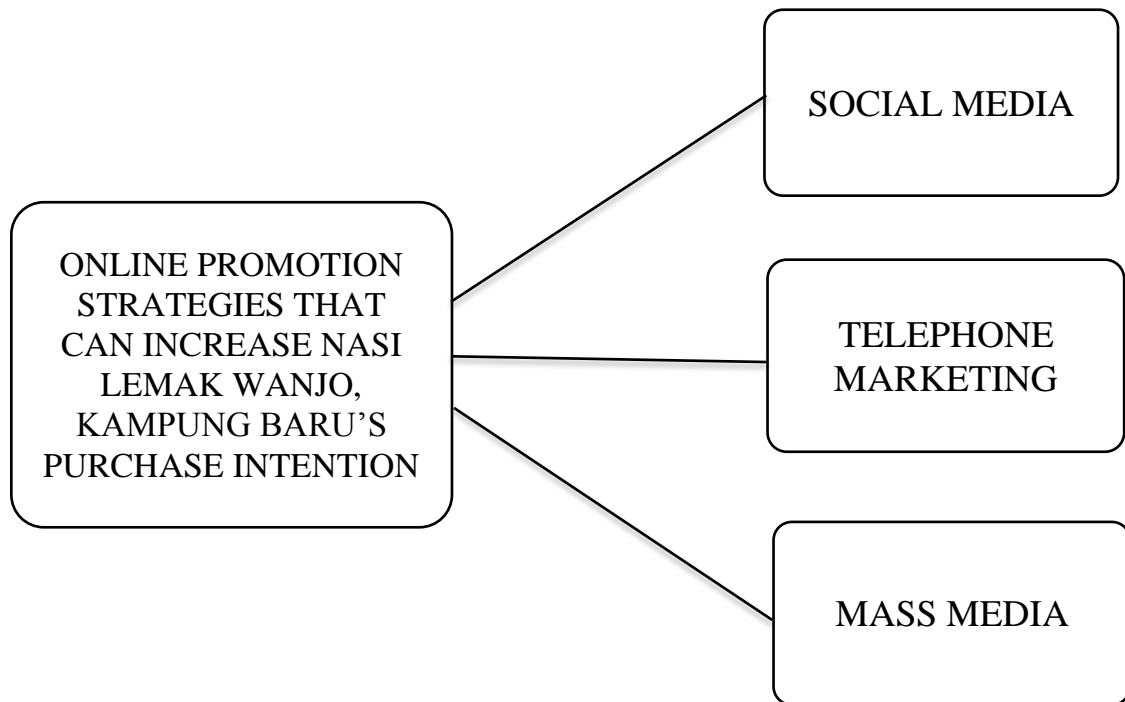 ONLINE PROMOTION
STRATEGIES THAT
CAN INCREASE NASI
LEMAK WANJO,
KAMPUNG BARU’S
PURCHASE INTENTION
SOCIAL MEDIA
TELEPHONE
MARKETING
MASS MEDIA